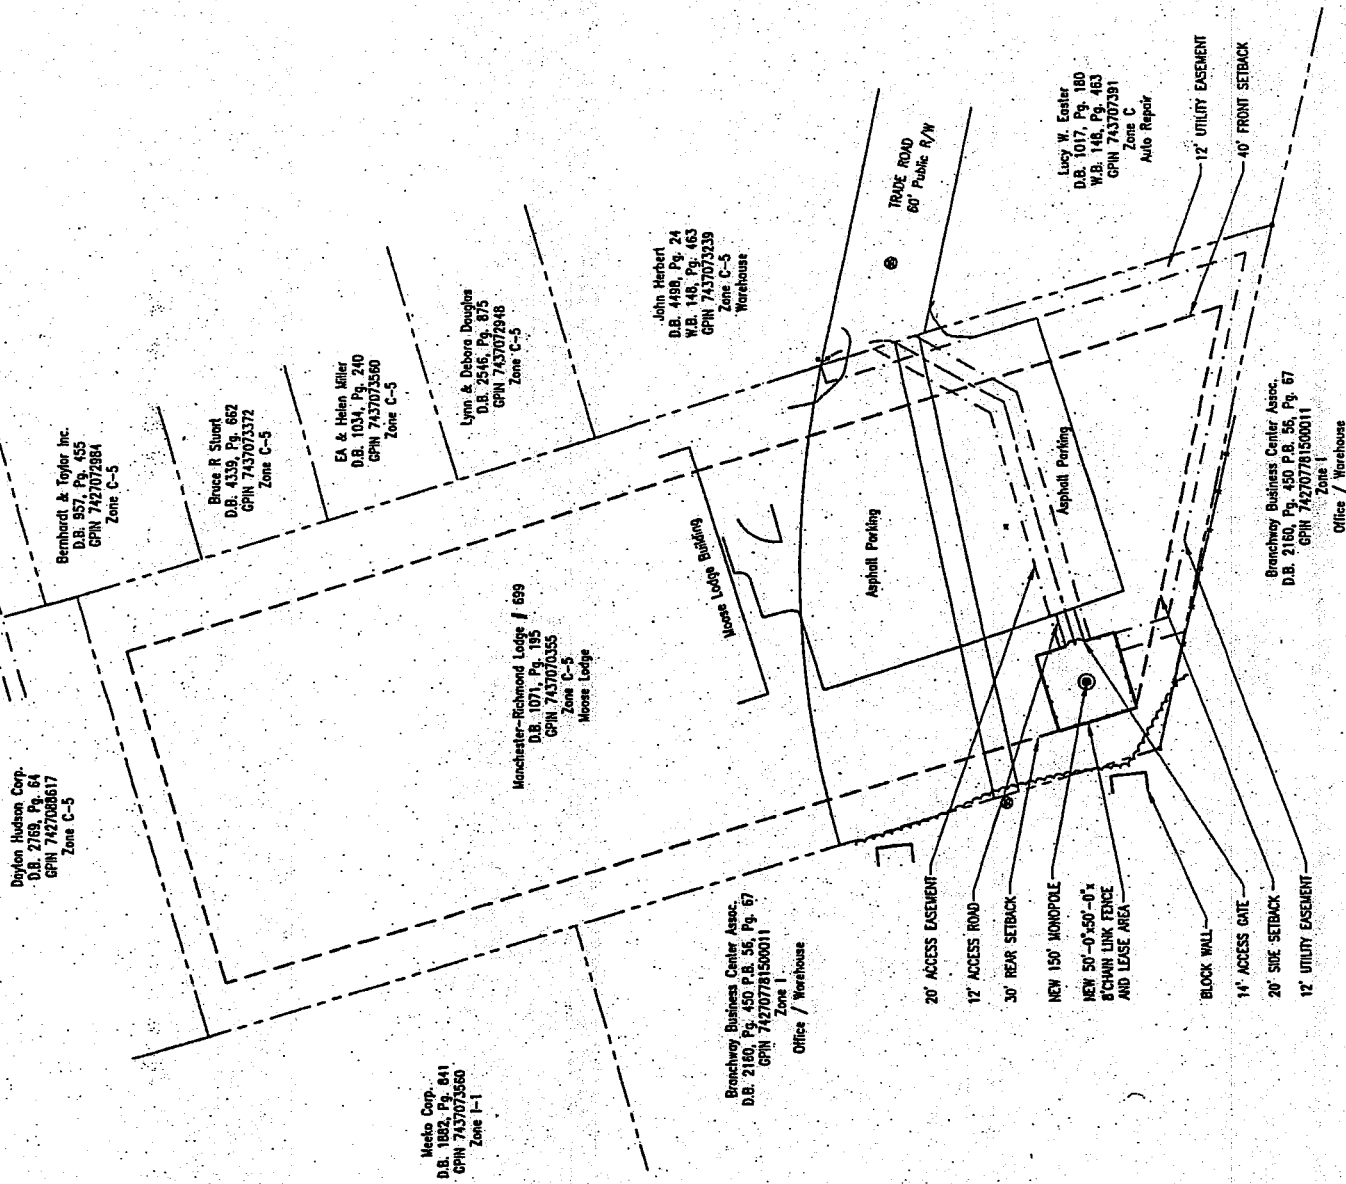 Dayton Hudson Corp.
D.B. 2769, Pg. 64
GPIN 7427088617
Zone C-5
Bernhardt & Taylor Inc.
D.B. 957, Pg. 455
GPIN 7427072984
Zone C-5
Bruce R Stuart
D.B. 4339, Pg. 662
GPIN 7437073372
Zone C-5
EA & Helen Miller
D.B. 1034, Pg. 240
GPIN 7437073560
Zone C-5
Lynn & Debora Douglas
D.B. 2546, Pg. 875
GPIN 7437072948
Zone C-5
John Herbert
D.B. 449B, Pg. 24
W.B. 148, Pg. 463
GPIN 7437073239
Zone C-5
Warehouse
TRADE ROAD
60' Public R/W
Lucy W. Easter
D.B. 1017, Pg. 180
W.B. 148, Pg. 463
GPIN 743707391
Zone C
Auto Repair
12' UTILITY EASEMENT
40' FRONT SETBACK
Manchester-Richmond Lodge # 699
D.B. 1071, Pg. 195
GPIN 7437070355
Zone C-5
Moose Lodge
Moose Lodge Building
Asphalt Parking
Asphalt Parking
Meeko Corp.
D.B. 1882, Pg. 841
GPIN 7437073560
Zone I-1
Branchway Business Center Assoc.
D.B. 2160, Pg. 450 P.B. 56, Pg. 67
GPIN 742707781500011
Zone I
Office / Warehouse
20' ACCESS EASEMENT
12' ACCESS ROAD
30' REAR SETBACK
NEW 150' MONOPOLE
NEW 50'-0"x50'-0"x
8'CHAIN LINK FENCE
AND LEASE AREA
BLOCK WALL
14' ACCESS GATE
20' SIDE SETBACK
12' UTILITY EASEMENT
Branchway Business Center Assoc.
D.B. 2160, Pg. 450 P.B. 56, Pg. 67
GPIN 742707781500011
Zone I
Office / Warehouse